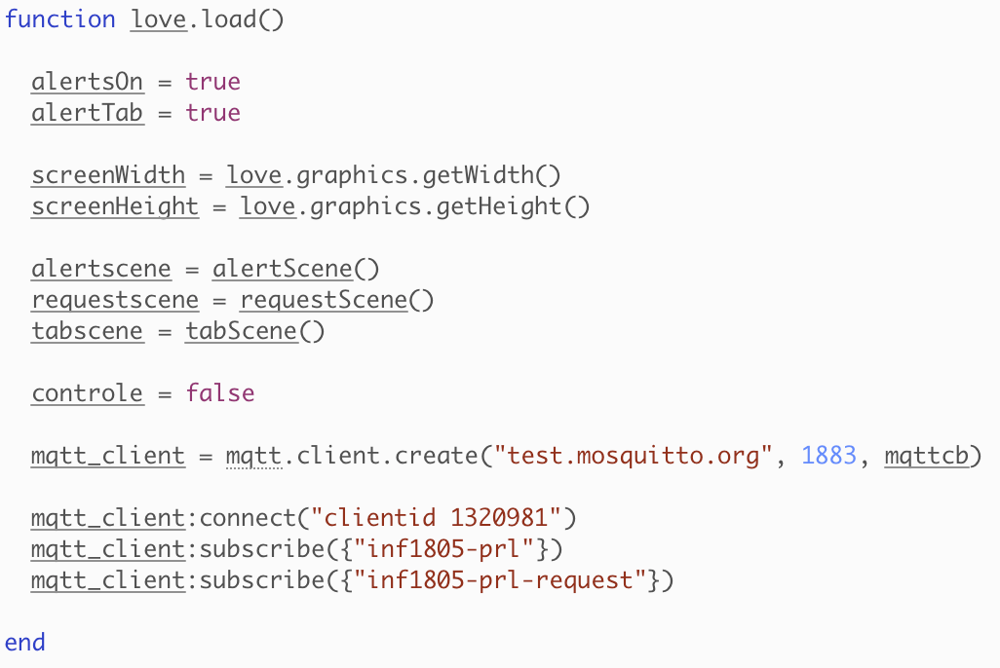 function love.load()
alertsOn = true
alertTab = true
screenWidth = love.graphics.getWidth()
screenHeight = love.graphics.getHeight()
alertscene = alertScene()
requestscene = requestScene()
tabscene = tabScene()
controle = false
mqtt_client = mqtt.client.create("test.mosquitto.org", 1883, mqttcb)
mqtt_client:connect("clientid 1320981")
mqtt_client:subscribe({"inf1805-prl"})
mqtt_client:subscribe({"inf1805-prl-request"})
end